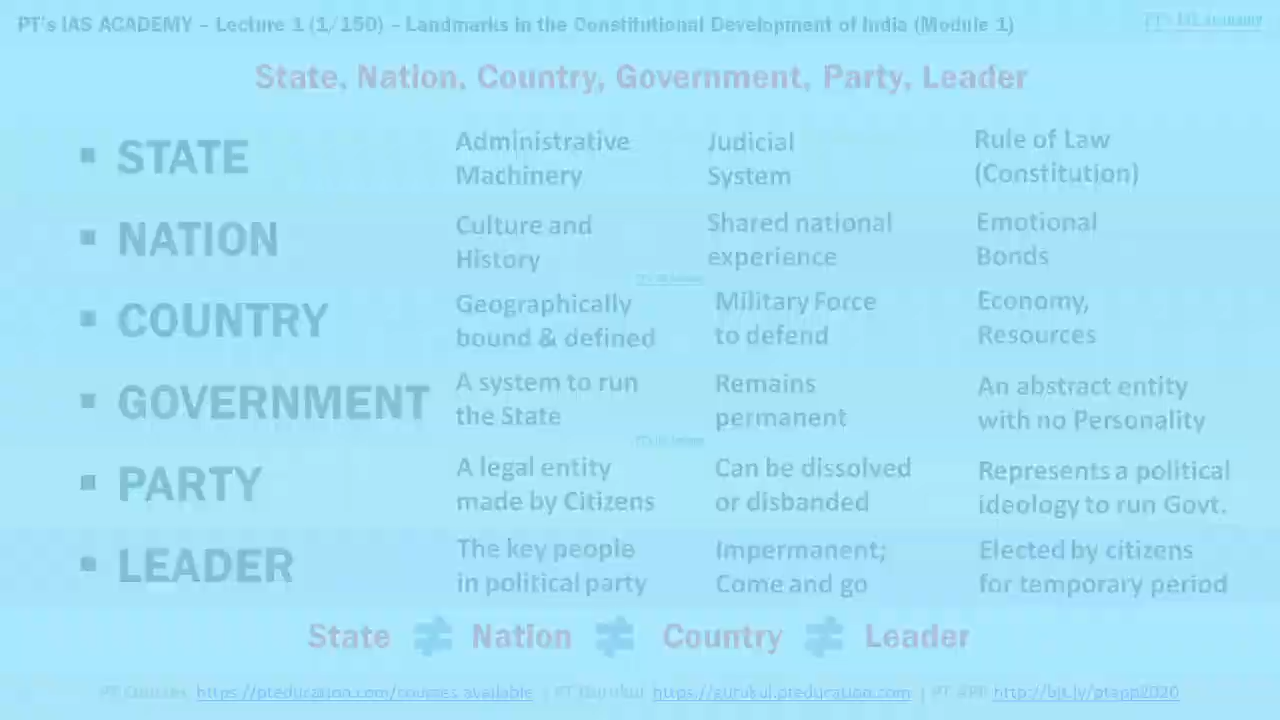 PT's IAS ACADEMY – Lecture 1 (1/150) – Landmarks in the Constitutional Development of India (Module 1)
PT's IAS Academy
State, Nation, Country, Government, Party, Leader
▪ STATE Administrative Machinery Judicial System Rule of Law (Constitution)
▪ NATION Culture and History Shared national experience Emotional Bonds
▪ COUNTRY Geographically bound & defined Military Force to defend Economy, Resources
▪ GOVERNMENT A system to run the State Remains permanent An abstract entity with no Personality
▪ PARTY A legal entity made by Citizens Can be dissolved or disbanded Represents a political ideology to run Govt.
▪ LEADER The key people in political party Impermanent; Come and go Elected by citizens for temporary period
State ≠ Nation ≠ Country ≠ Leader
PT Courses https://pteducation.com/courses_available | PT Gurukul https://gurukul.pteducation.com | PT APP http://bit.ly/ptapp2020